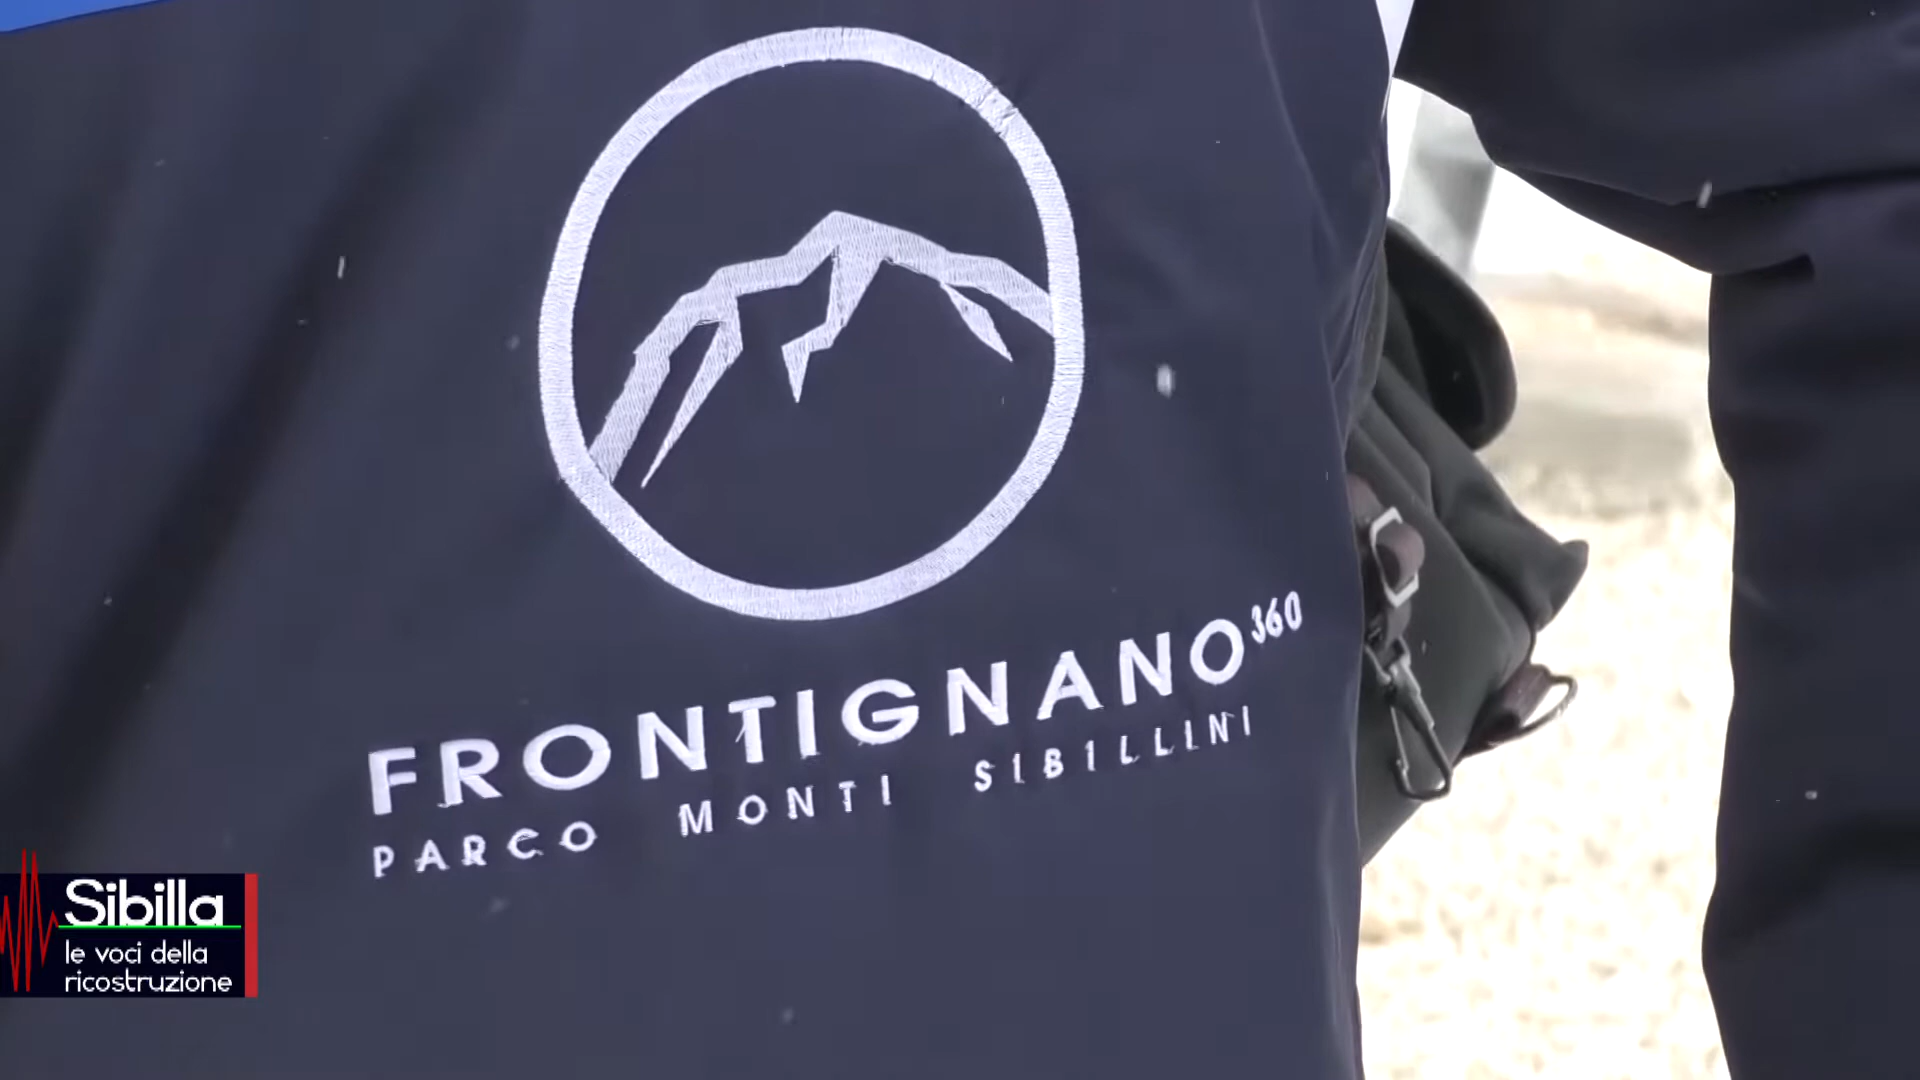 FRONTIGNANO360
PARCO MONTI SIBILLINI
Sibilla
le voci della
ricostruzione